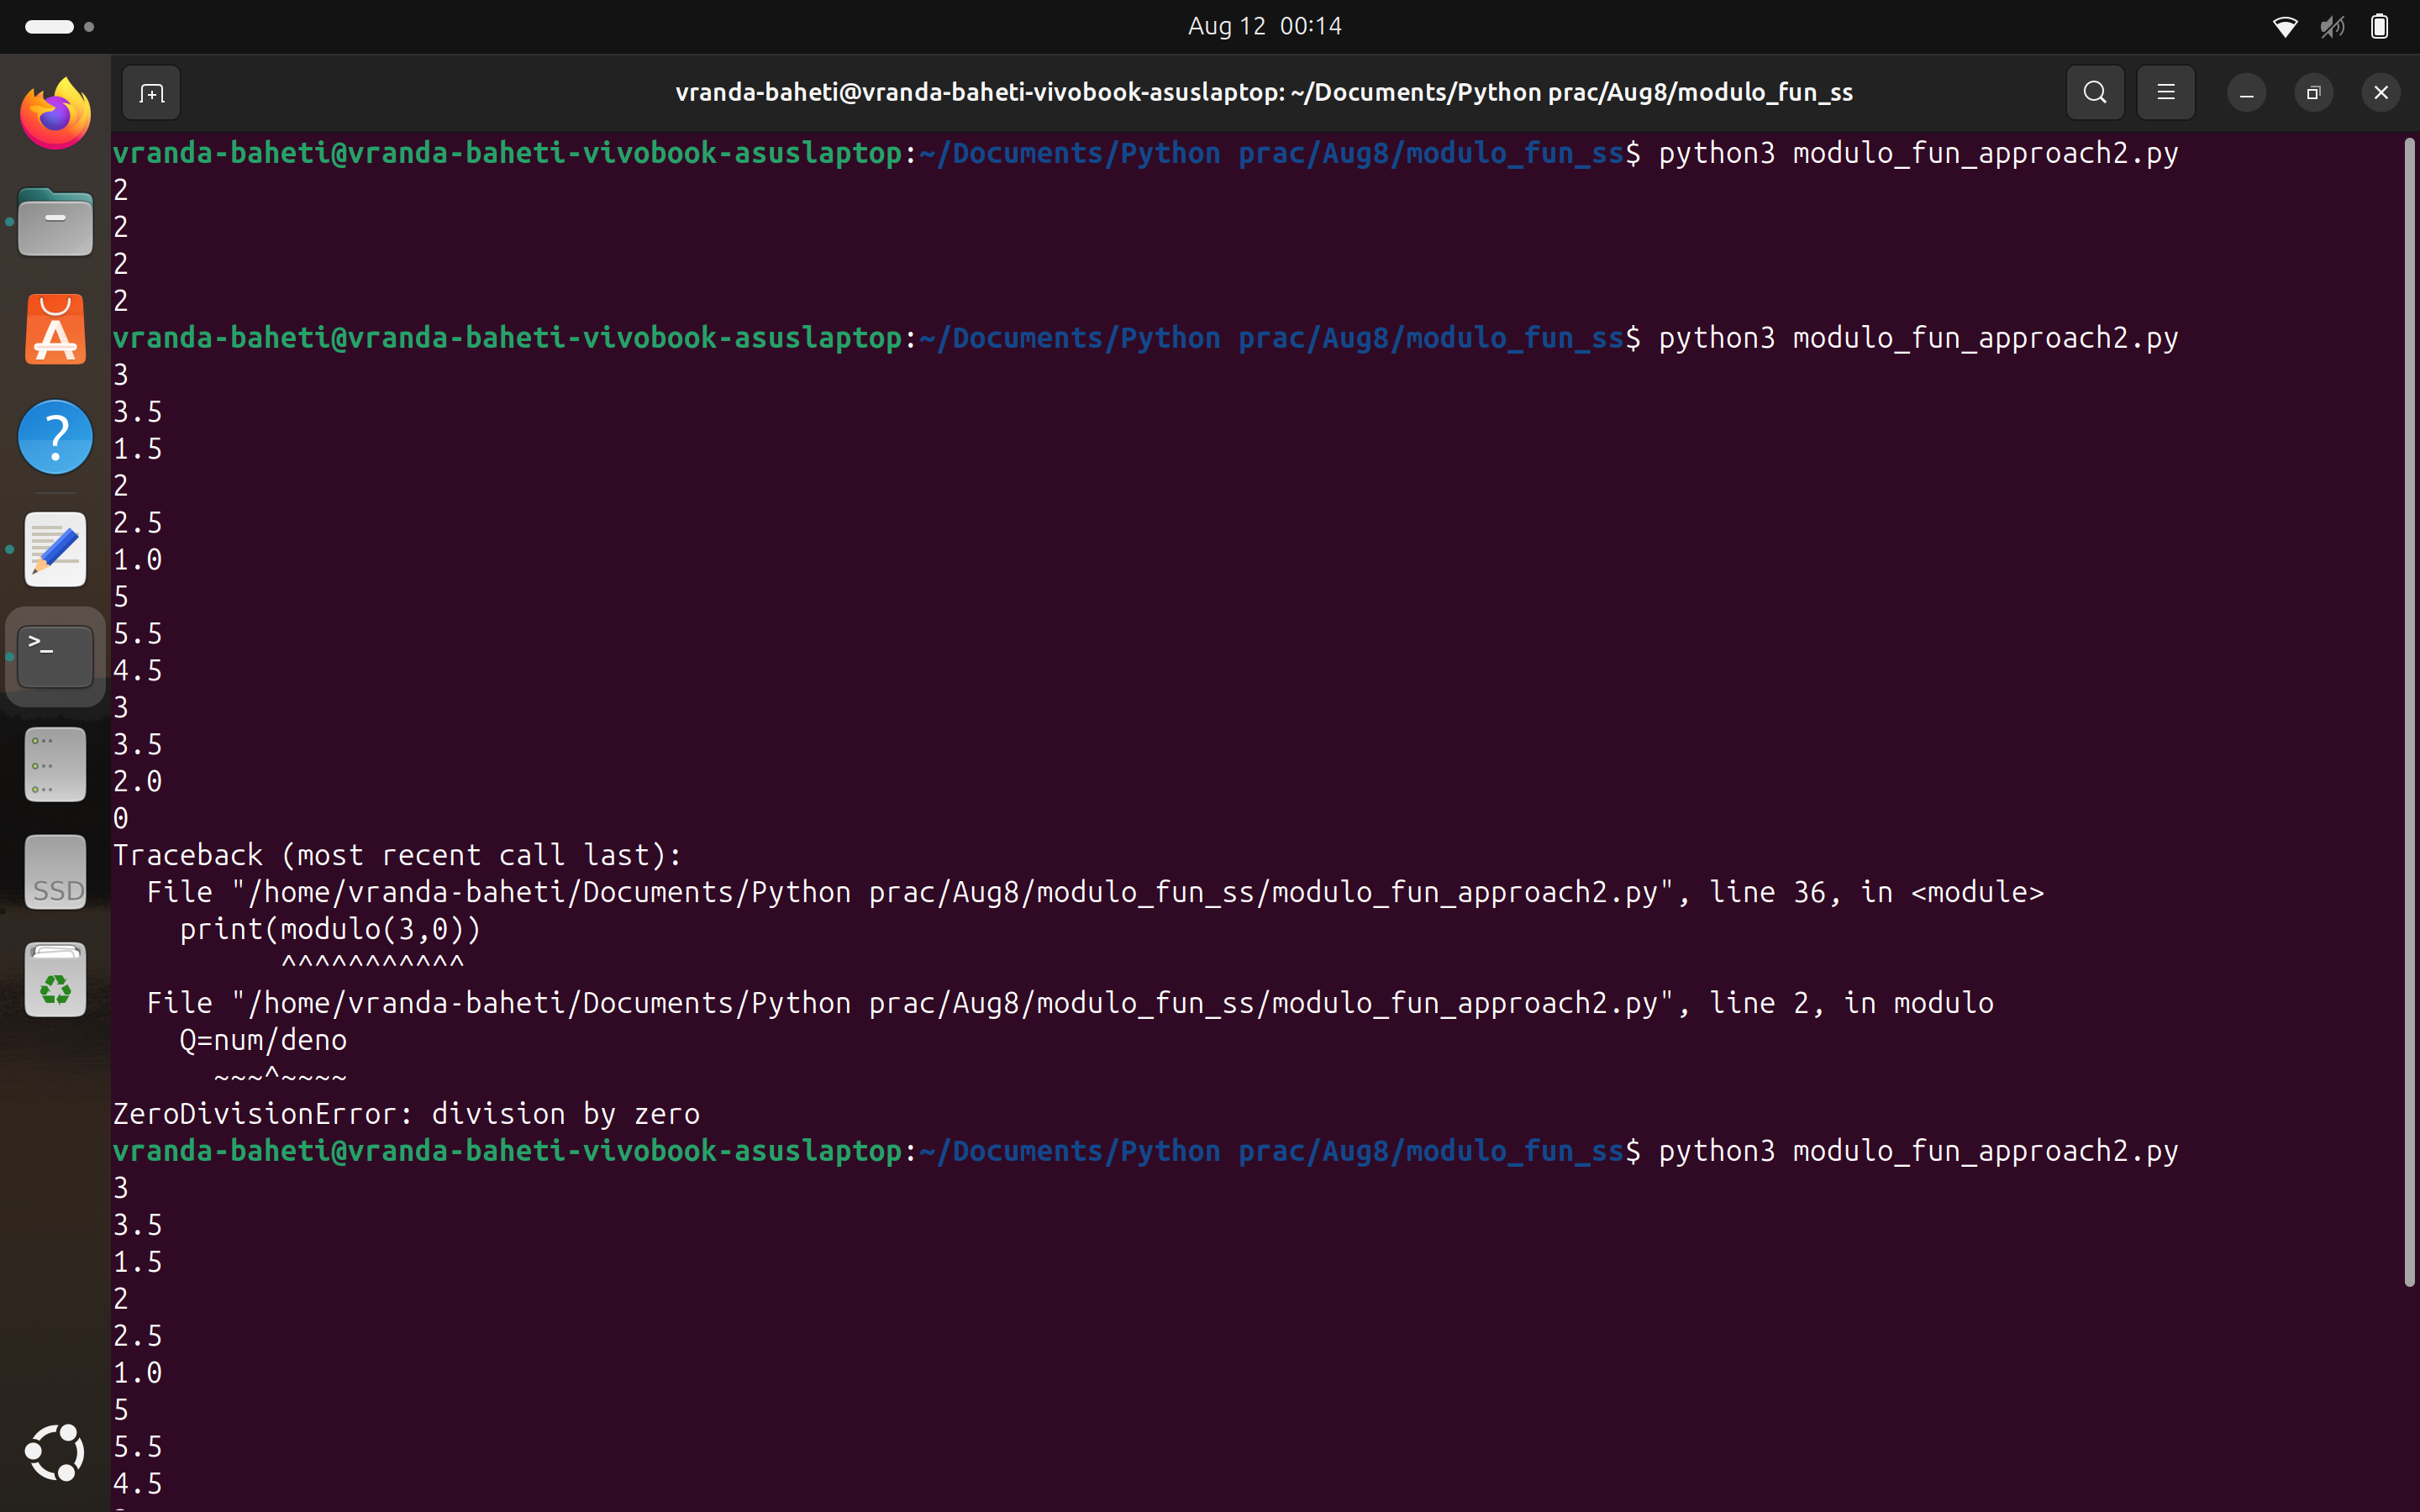 Aug 12 00:14
vranda-baheti@vranda-baheti-vivobook-asuslaptop: ~/Documents/Python prac/Aug8/modulo_fun_ss
vranda-baheti@vranda-baheti-vivobook-asuslaptop:~/Documents/Python prac/Aug8/modulo_fun_ss$ python3 modulo_fun_approach2.py
2
2
2
2
vranda-baheti@vranda-baheti-vivobook-asuslaptop:~/Documents/Python prac/Aug8/modulo_fun_ss$ python3 modulo_fun_approach2.py
3
3.5
1.5
2
2.5
1.0
5
5.5
4.5
3
3.5
2.0
0
Traceback (most recent call last):
  File "/home/vranda-baheti/Documents/Python prac/Aug8/modulo_fun_ss/modulo_fun_approach2.py", line 36, in <module>
    print(modulo(3,0))
          ^^^^^^^^^^^
  File "/home/vranda-baheti/Documents/Python prac/Aug8/modulo_fun_ss/modulo_fun_approach2.py", line 2, in modulo
    Q=num/deno
      ~~~^~~~~
ZeroDivisionError: division by zero
vranda-baheti@vranda-baheti-vivobook-asuslaptop:~/Documents/Python prac/Aug8/modulo_fun_ss$ python3 modulo_fun_approach2.py
3
3.5
1.5
2
2.5
1.0
5
5.5
4.5
SSD